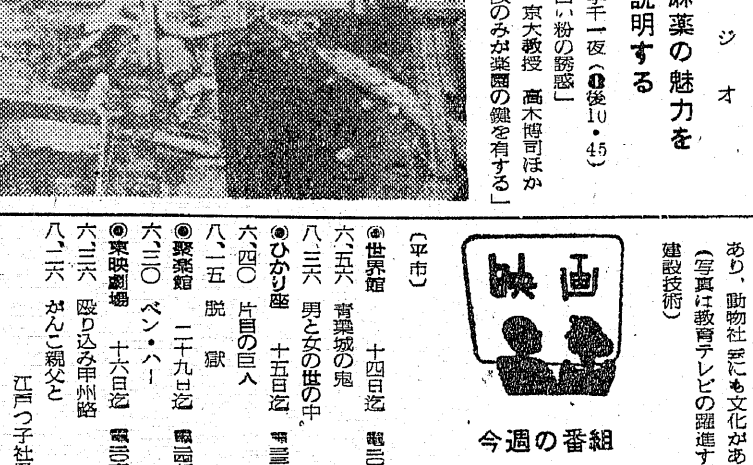 ジオ
麻薬の魅力を
説明する
一夜(後10・45)
い粉の誘惑」
京大教授 高木博司ほか
のみが楽園の鍵を有する」
あり、動物社会にも文化があ
(写真は教育テレビの躍進す
建設技術)
映画
今週の番組
(平市)
◎世界館 十四日迄
六、五六 青葉城の鬼
八、三六 男と女の世の中
◎ひかり座 十五日迄
六、四〇 片目の巨人
八、一五 脱獄
◎聚楽館 二十九日迄
六、三〇 ベン・ハー
◎東映劇場 十六日迄
六、三六 殴り込み甲州路
八、二六 がんこ親父と
江戸つ子社